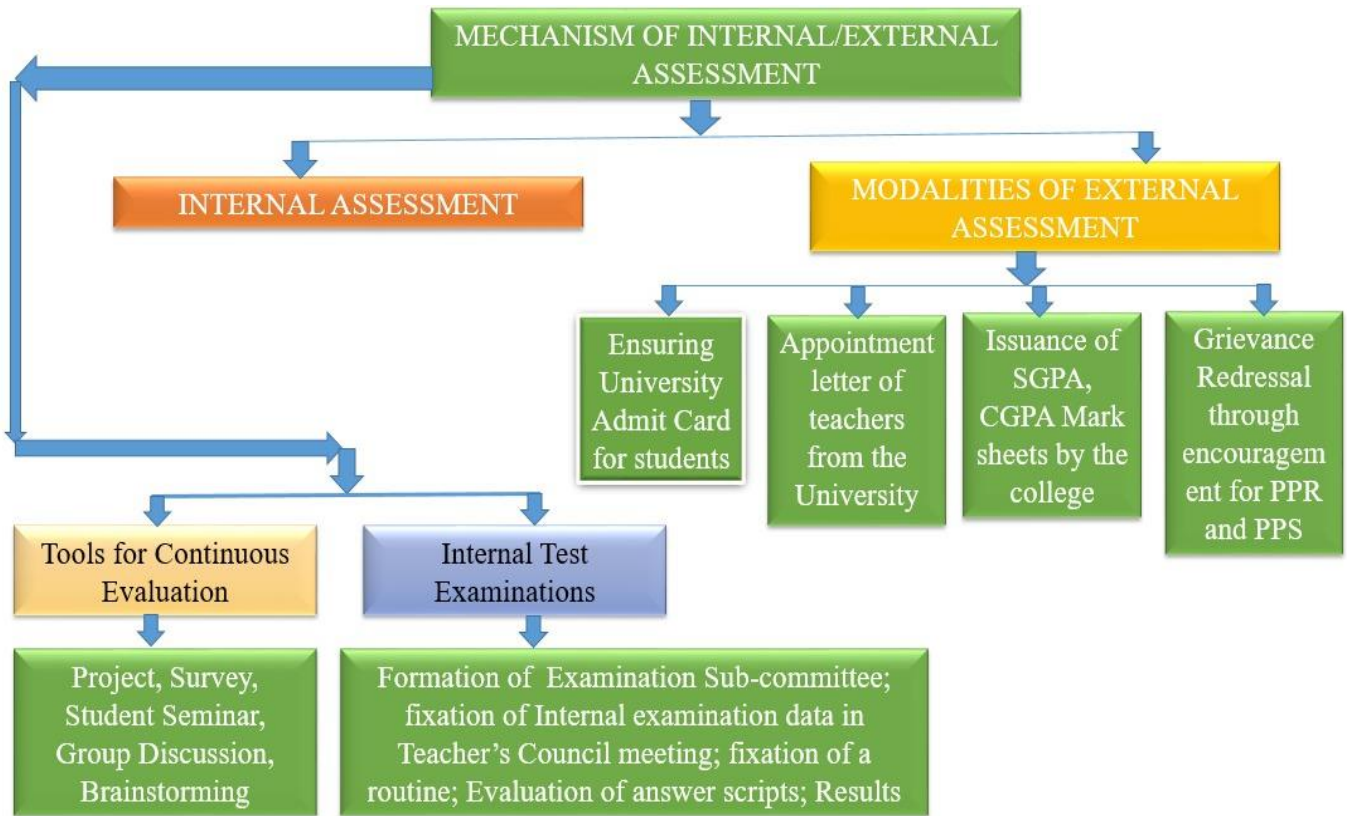 MECHANISM OF INTERNAL/EXTERNAL
ASSESSMENT
INTERNAL ASSESSMENT
MODALITIES OF EXTERNAL
ASSESSMENT
Ensuring
University
Admit Card
for students
Appointment
letter of
teachers
from the
University
Issuance of
SGPA,
CGPA Mark
sheets by the
college
Grievance
Redressal
through
encouragem
ent for PPR
and PPS
Tools for Continuous
Evaluation
Internal Test
Examinations
Project, Survey,
Student Seminar,
Group Discussion,
Brainstorming
Formation of Examination Sub-committee;
fixation of Internal examination data in
Teacher’s Council meeting; fixation of a
routine; Evaluation of answer scripts; Results